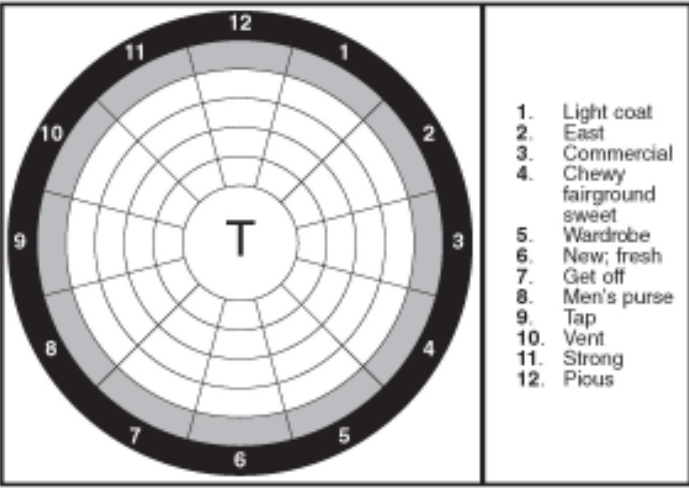 12
11
1
10
2
T
9
3
8
4
7
5
6
1. Light coat
2. East
3. Commercial
4. Chewy
fairground
sweet
5. Wardrobe
6. New; fresh
7. Get off
8. Men's purse
9. Tap
10. Vent
11. Strong
12. Pious